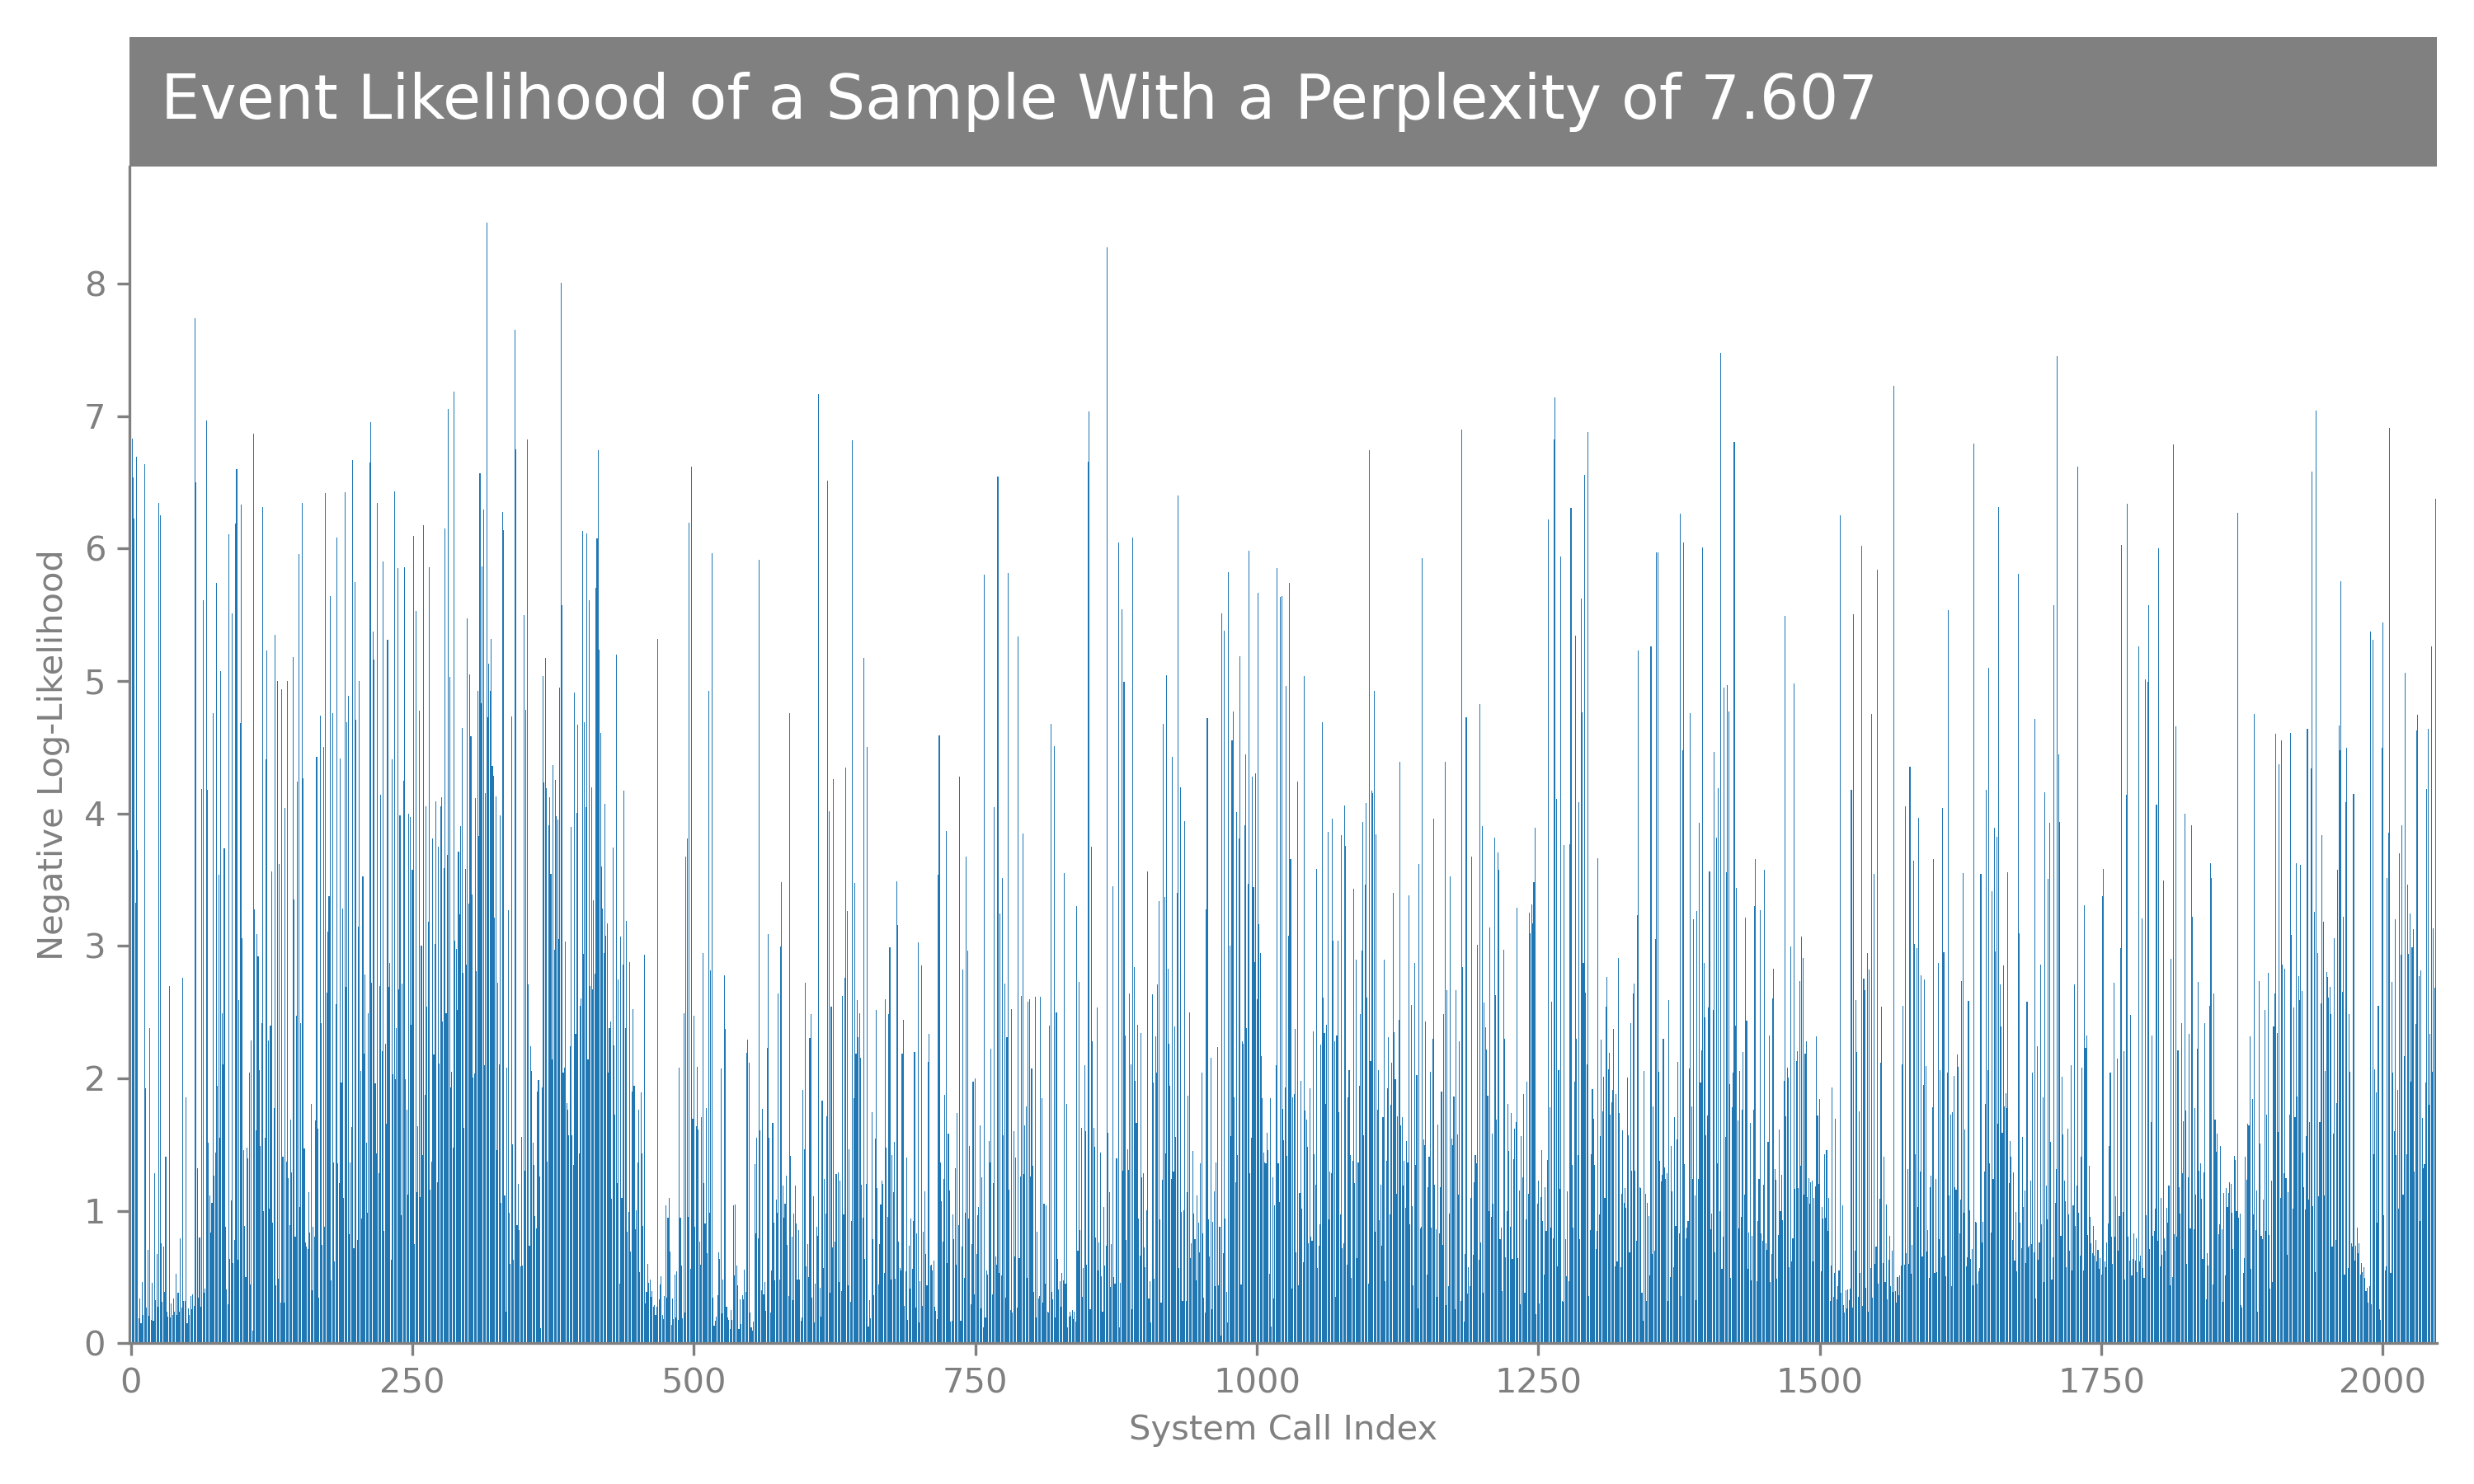 Event Likelihood of a Sample With a Perplexity of 7.607
8
7
6
5
4
3
2
1
0
Negative Log-Likelihood
0 250 500 750 1000 1250 1500 1750 2000
System Call Index